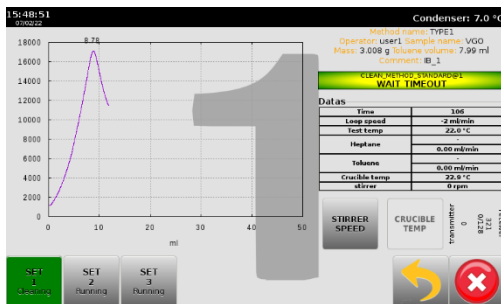 15:48:51
07/02/22
Condenser: 7.0 °C
Method name: TYPE1
Operator: user1 Sample name: VGO
Mass: 3.008 g Toluene volume: 7.99 ml
Comment: IB_1
CLEAN_METHOD_STANDARD@1
WAIT TIMEOUT
Datas
Time 106
Loop speed -2 ml/min
Test temp 22.0 °C
Heptane -
0.00 ml/min
Toluene -
0.00 ml/min
Crucible temp 22.9 °C
stirrer 0 rpm
8.78
18000
16000
14000
12000
10000
8000
6000
4000
2000
0
0 10 20 30 40 50
ml
1
STIRRER SPEED
CRUCIBLE TEMP
transmitter
0
0/128
321
SET 1 Cleaning
SET 2 Running
SET 3 Running